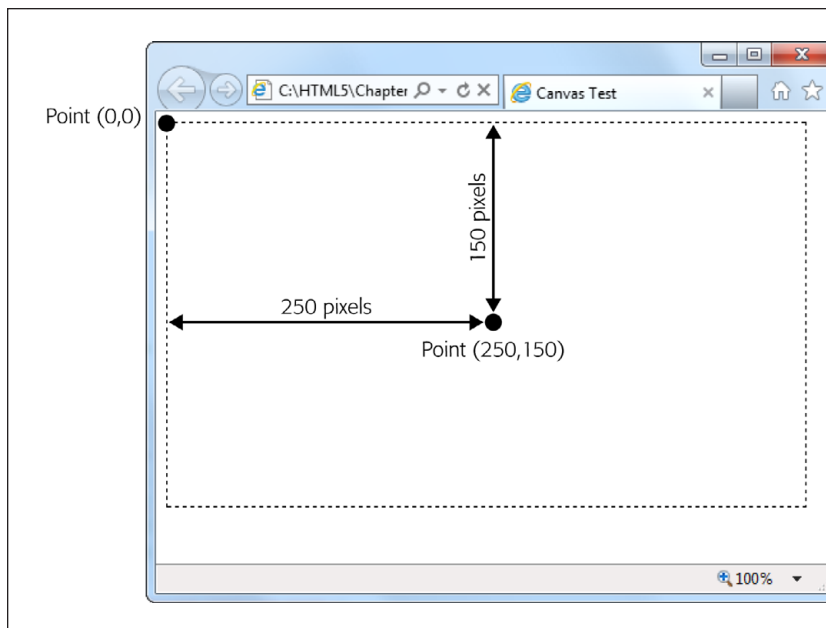 C:\HTML5\Chapter
Canvas Test
Point (0,0)
150 pixels
250 pixels
Point (250,150)
100%